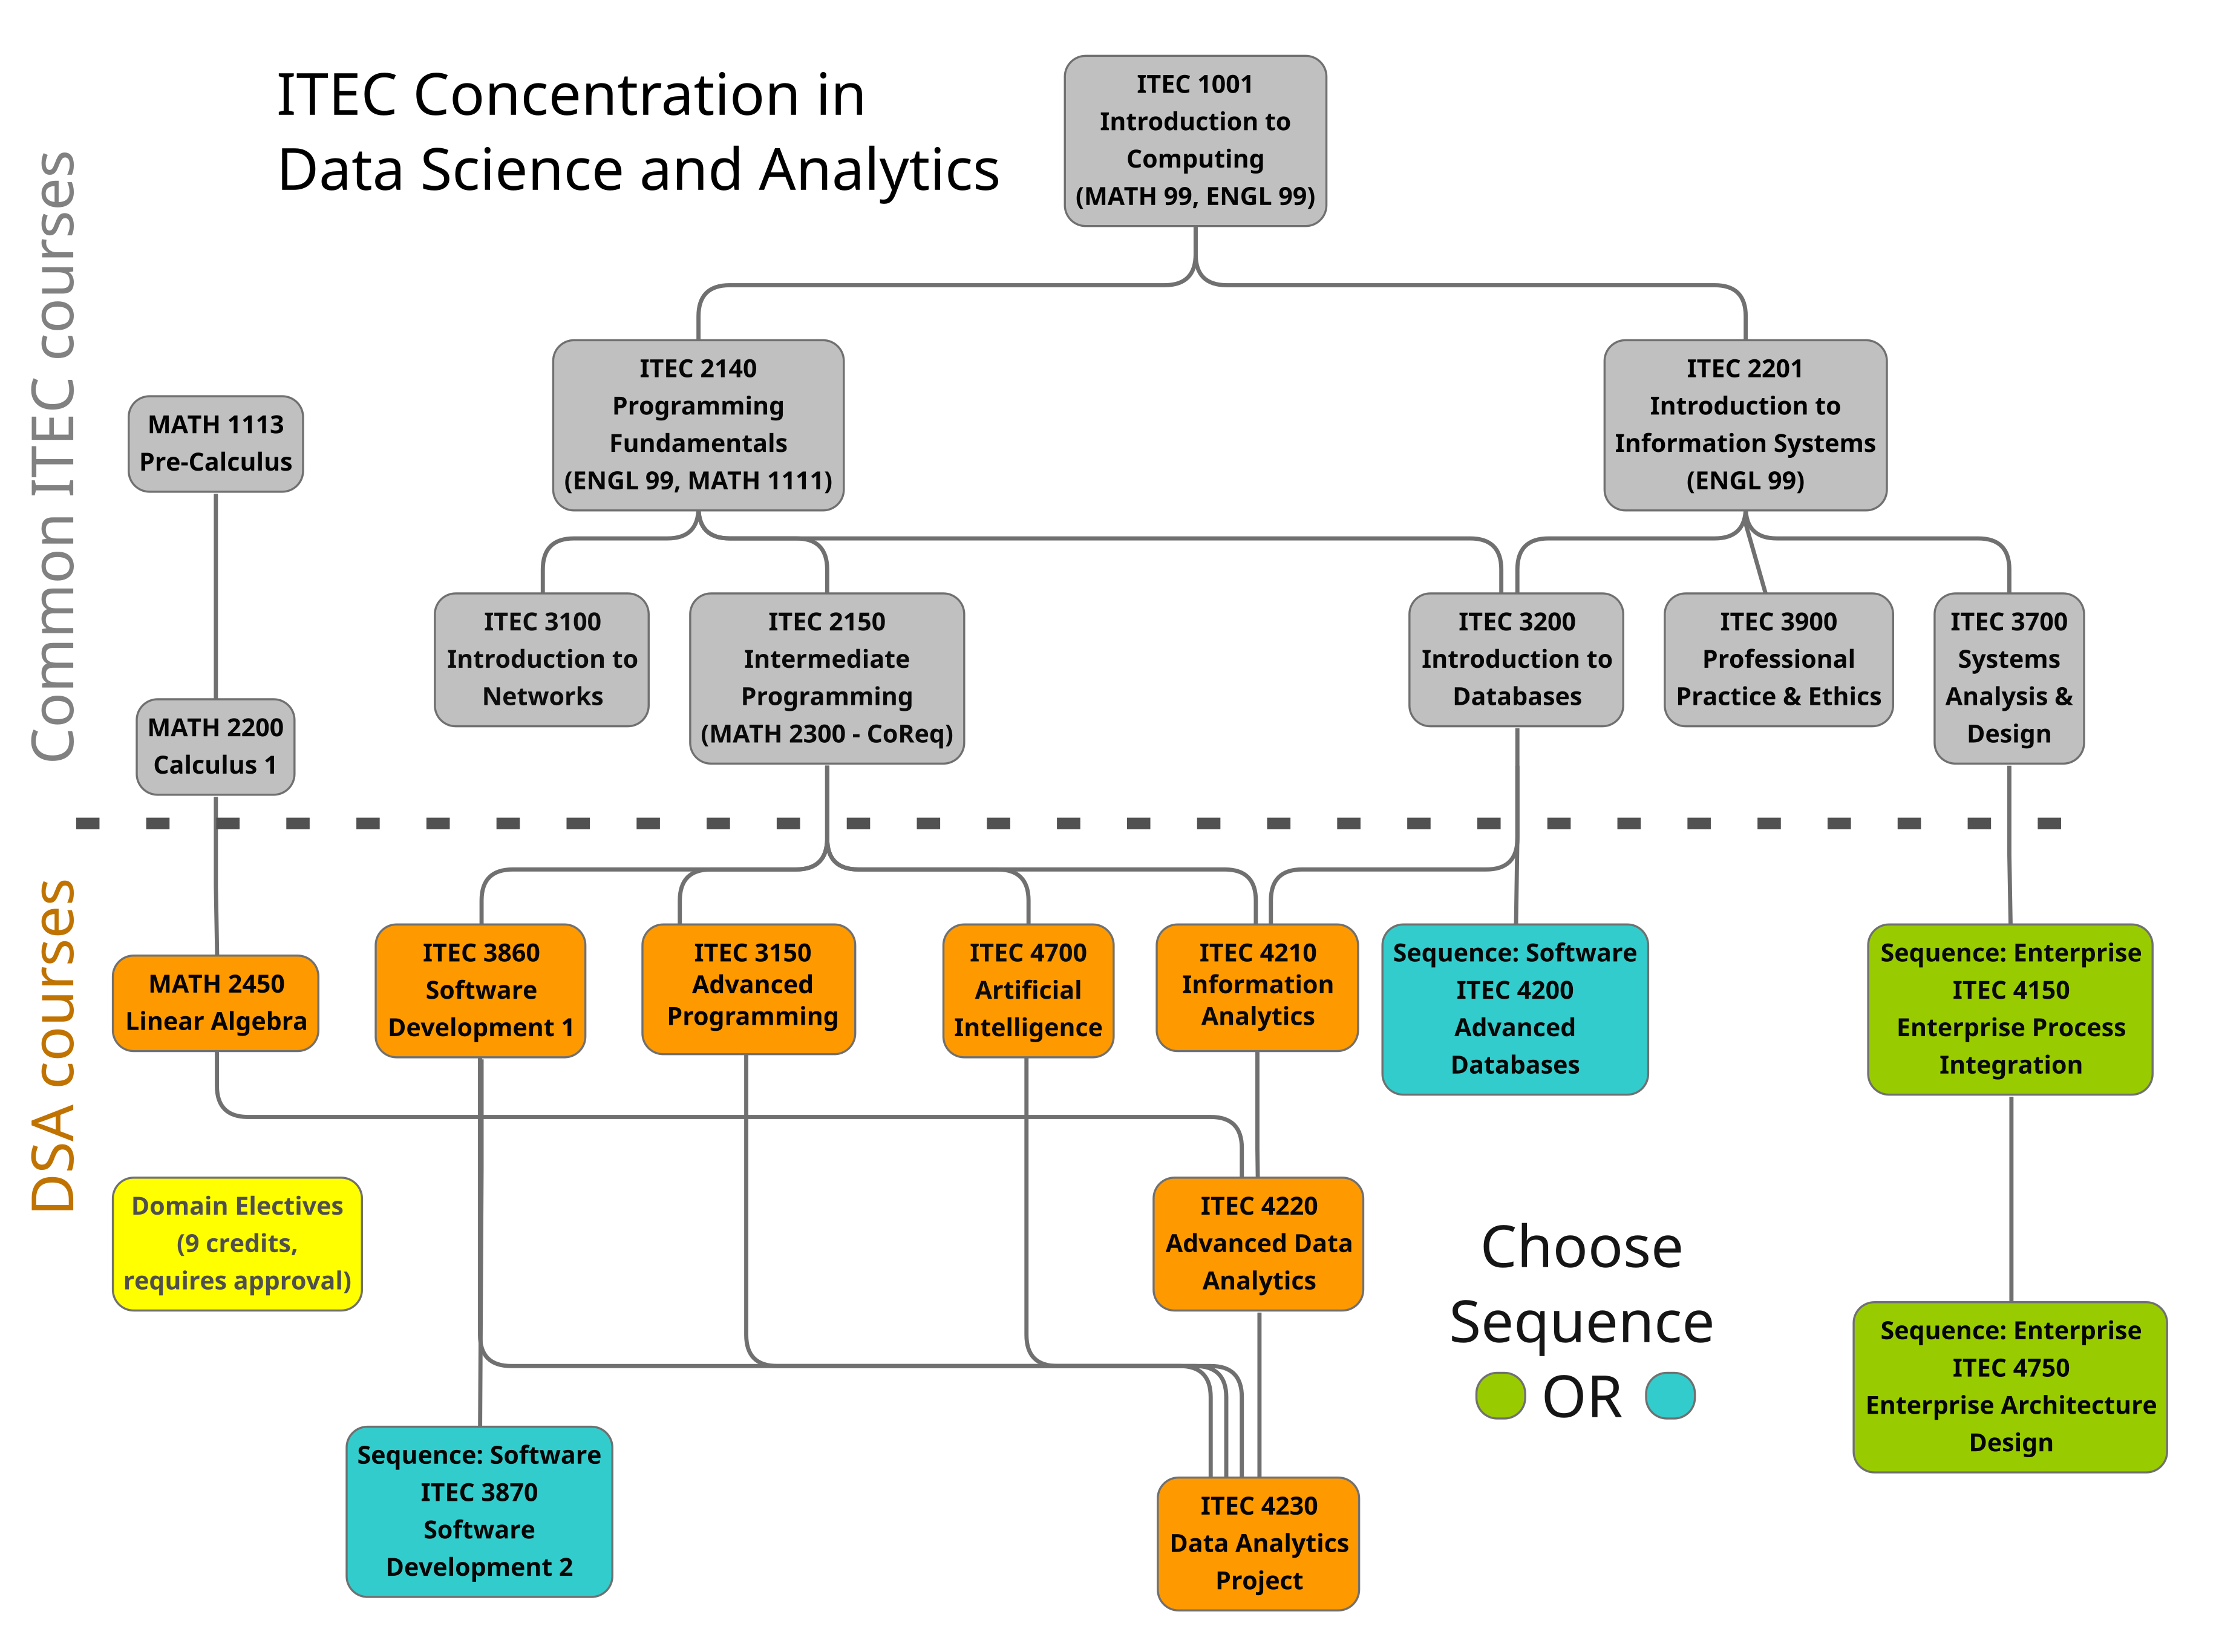 ITEC Concentration in
Data Science and Analytics
Common ITEC courses
ITEC 1001
Introduction to
Computing
(MATH 99, ENGL 99)
ITEC 2140
Programming
Fundamentals
(ENGL 99, MATH 1111)
ITEC 2201
Introduction to
Information Systems
(ENGL 99)
MATH 1113
Pre-Calculus
ITEC 3100
Introduction to
Networks
ITEC 2150
Intermediate
Programming
(MATH 2300 - CoReq)
ITEC 3200
Introduction to
Databases
ITEC 3900
Professional
Practice & Ethics
ITEC 3700
Systems
Analysis &
Design
MATH 2200
Calculus 1
DSA courses
MATH 2450
Linear Algebra
ITEC 3860
Software
Development 1
ITEC 3150
Advanced
Programming
ITEC 4700
Artificial
Intelligence
ITEC 4210
Information
Analytics
Sequence: Software
ITEC 4200
Advanced
Databases
Sequence: Enterprise
ITEC 4150
Enterprise Process
Integration
Domain Electives
(9 credits,
requires approval)
ITEC 4220
Advanced Data
Analytics
Choose
Sequence
OR
Sequence: Enterprise
ITEC 4750
Enterprise Architecture
Design
Sequence: Software
ITEC 3870
Software
Development 2
ITEC 4230
Data Analytics
Project